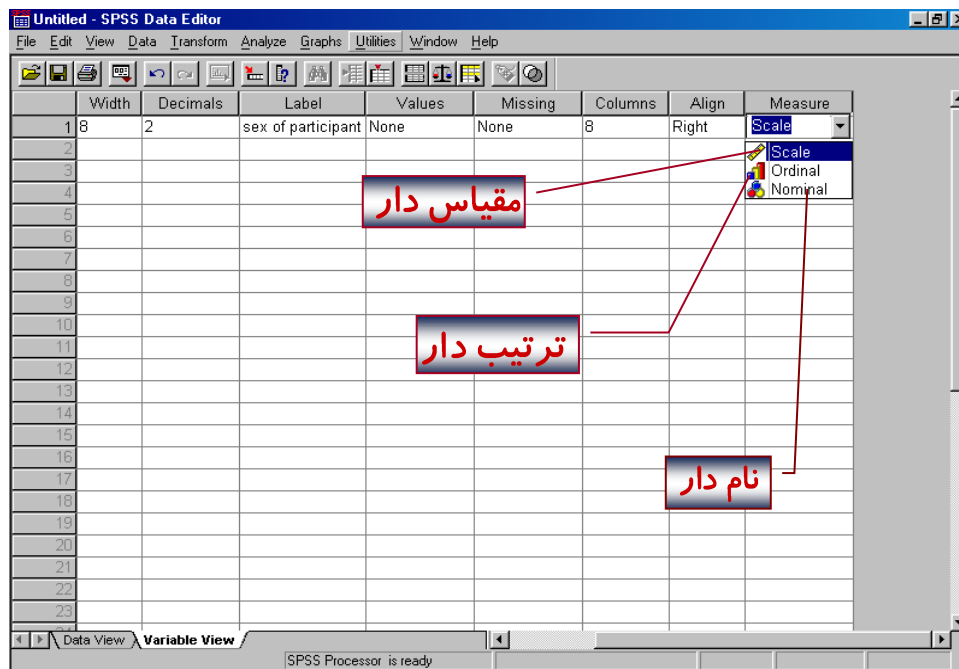 Untitled - SPSS Data Editor
File Edit View Data Transform Analyze Graphs Utilities Window Help
Width Decimals Label Values Missing Columns Align Measure
1 8 2 sex of participant None None 8 Right Scale
2 Scale
3 Ordinal
4 Nominal
مقیاس دار
5
6
7
8
9
10
11
ترتیب دار
12
13
14
15
16
17
نام دار
18
19
20
21
22
23
Data View Variable View
SPSS Processor is ready